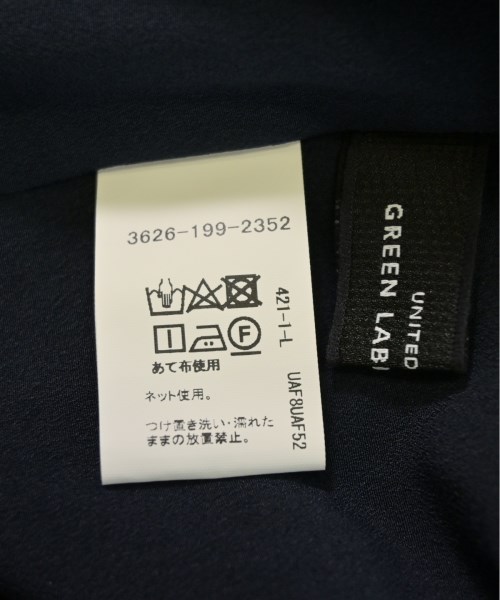 3626-199-2352
421-1-L
UAF8UAF52
F
あて布使用
ネット使用。
つけ置き洗い・濡れた
ままの放置禁止。
UNITED
GREEN LAB